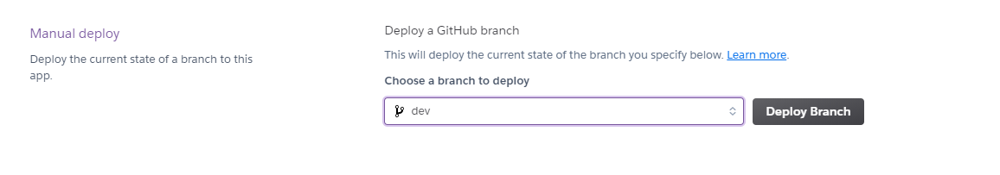 Manual deploy
Deploy the current state of a branch to this
app.
Deploy a GitHub branch
This will deploy the current state of the branch you specify below. Learn more.
Choose a branch to deploy
dev
Deploy Branch